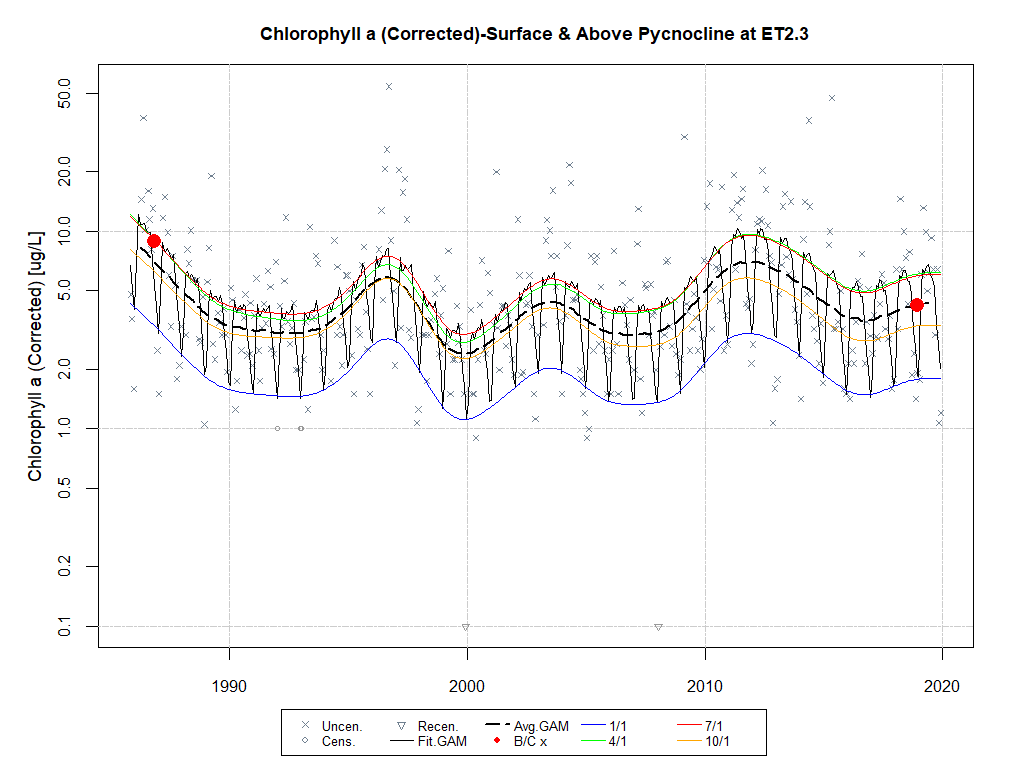 Chlorophyll a (Corrected)-Surface & Above Pycnocline at ET2.3
Chlorophyll a (Corrected) [ug/L]
50.0
20.0
10.0
5.0
2.0
1.0
0.5
0.2
0.1
1990 2000 2010 2020
Uncen. Recen. Avg.GAM 1/1 7/1
Cens. Fit.GAM B/C x 4/1 10/1